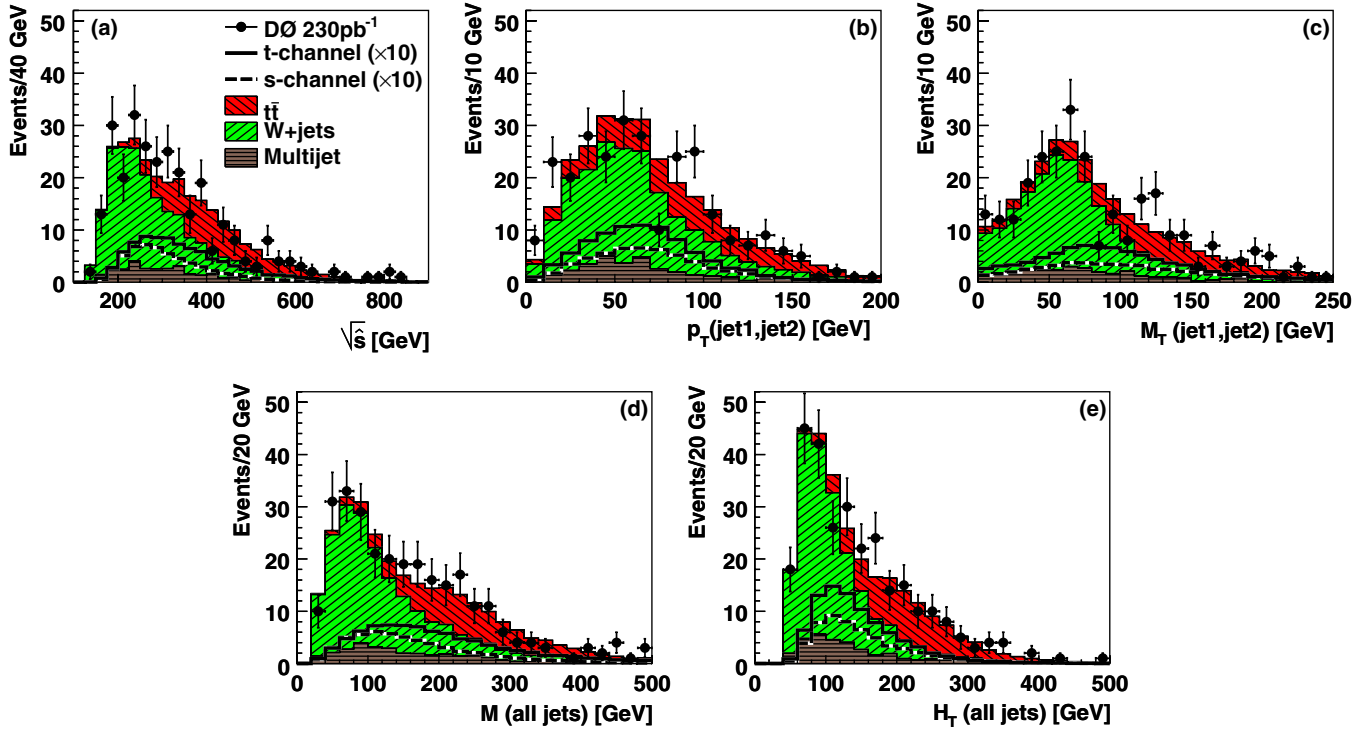 (a)
DØ 230pb⁻¹
t-channel (×10)
s-channel (×10)
tt̄
W+jets
Multijet
Events/40 GeV
50
40
30
20
10
0
200 400 600 800
√ŝ [GeV]
(b)
Events/10 GeV
50
40
30
20
10
0
0 50 100 150 200
p_T(jet1,jet2) [GeV]
(c)
Events/10 GeV
50
40
30
20
10
0
0 50 100 150 200 250
M_T (jet1,jet2) [GeV]
(d)
Events/20 GeV
50
40
30
20
10
0
0 100 200 300 400 500
M (all jets) [GeV]
(e)
Events/20 GeV
50
40
30
20
10
0
0 100 200 300 400 500
H_T (all jets) [GeV]